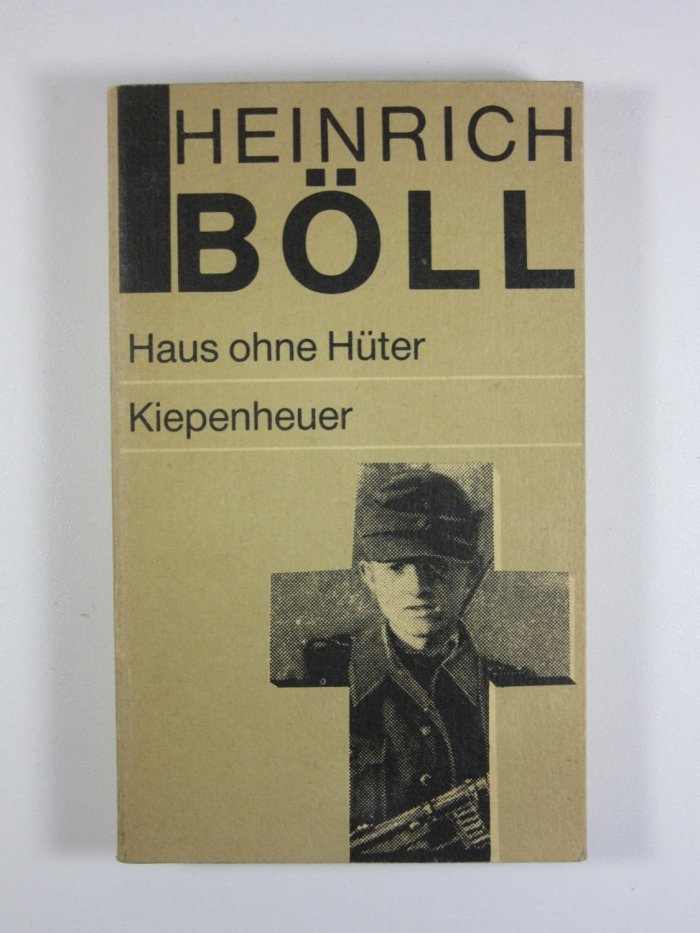 HEINRICH
BÖLL
Haus ohne Hüter
Kiepenheuer